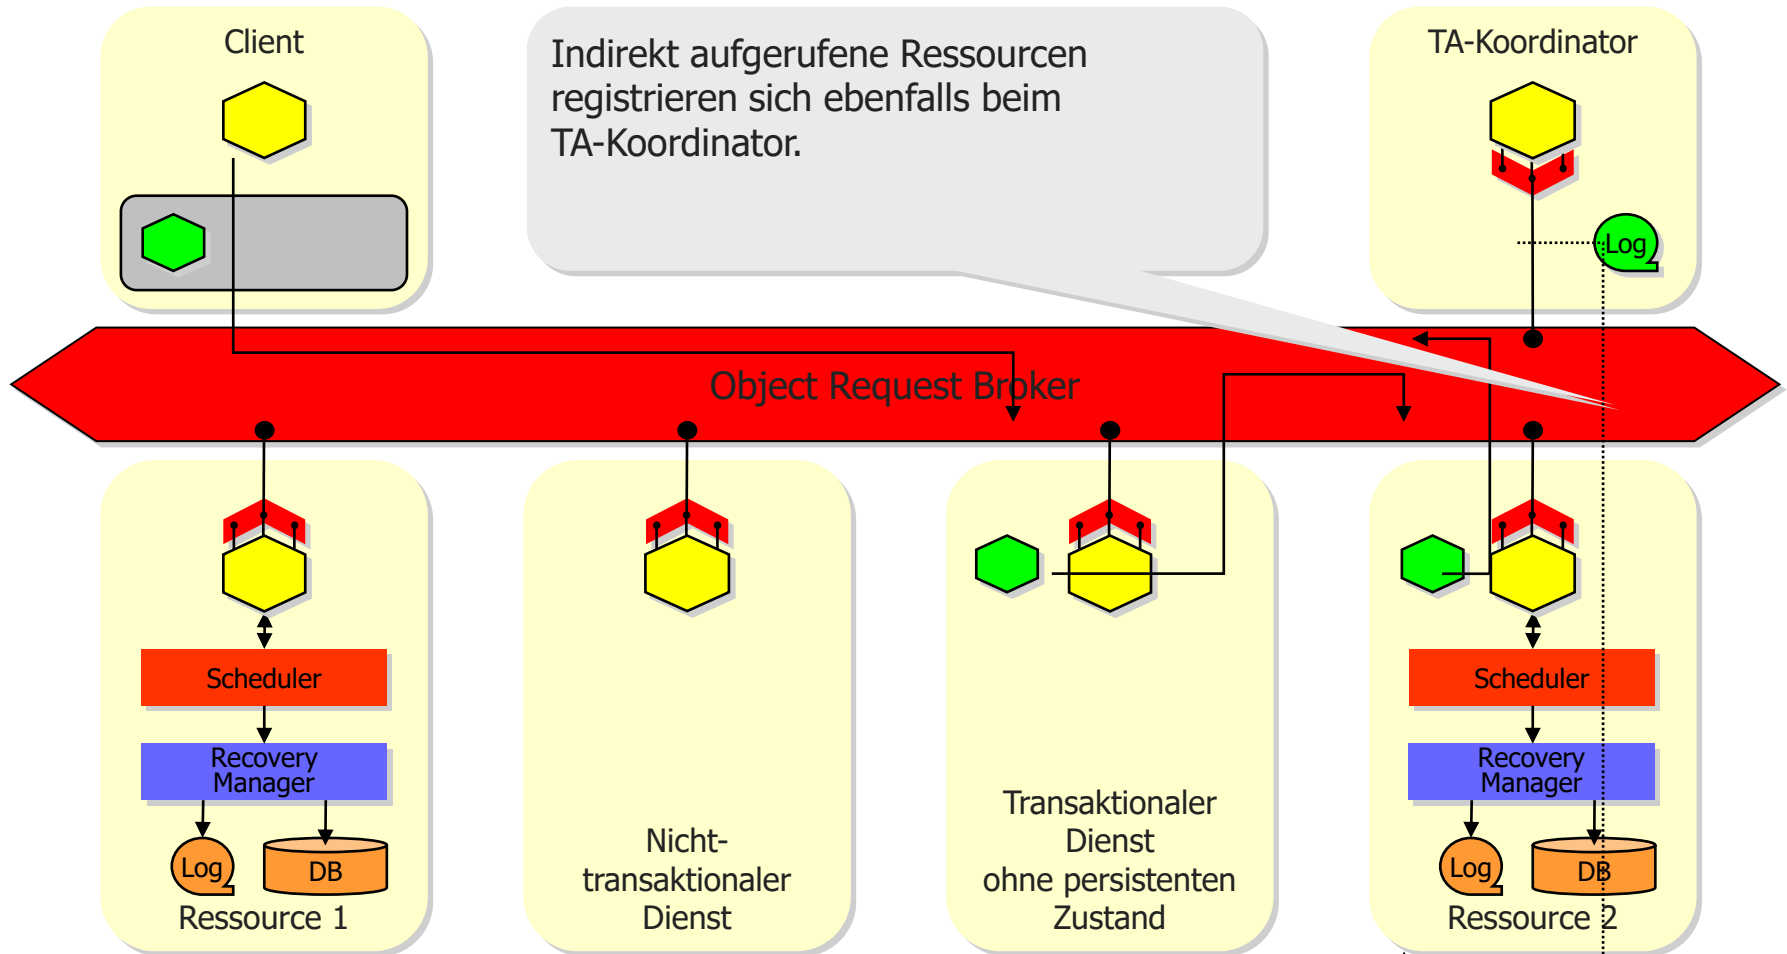 Client
Indirekt aufgerufene Ressourcen
registrieren sich ebenfalls beim
TA-Koordinator.
TA-Koordinator
Log
Object Request Broker
Scheduler
Recovery
Manager
Log
DB
Ressource 1
Nicht-
transaktionaler
Dienst
Transaktionaler
Dienst
ohne persistenten
Zustand
Scheduler
Recovery
Manager
Log
DB
Ressource 2